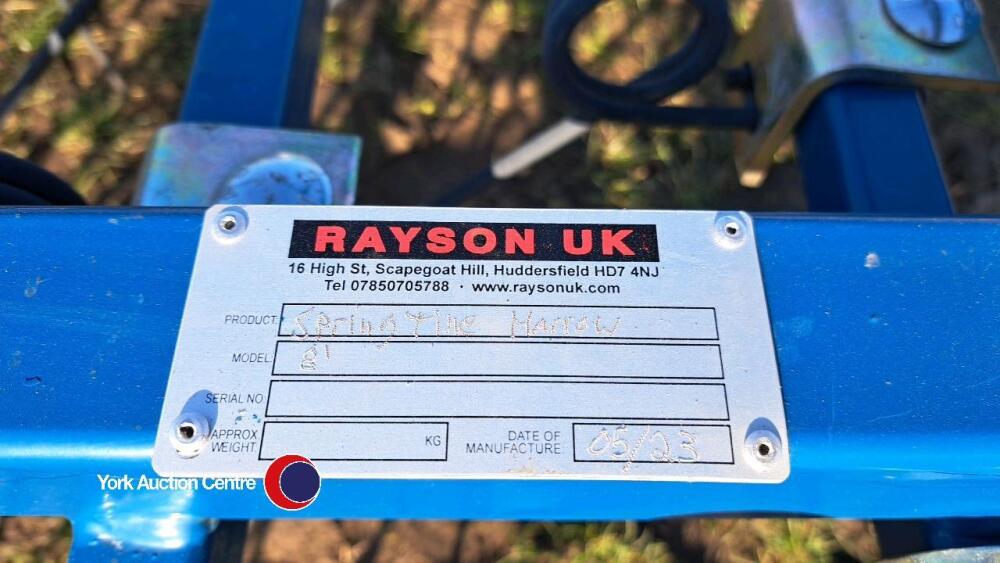 RAYSON UK
16 High St, Scapegoat Hill, Huddersfield HD7 4NJ
Tel 07850705788 · www.raysonuk.com
PRODUCT: Spring Tine Harrow
MODEL: 8'
SERIAL NO:
APPROX WEIGHT: KG
DATE OF MANUFACTURE: 05/23
York Auction Centre